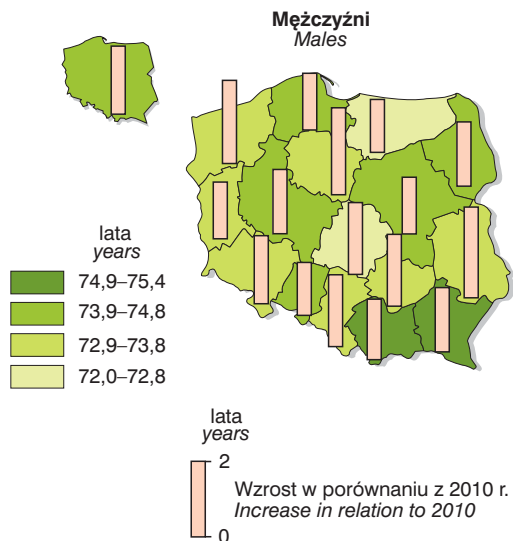 Mężczyźni
Males
lata
years
74,9–75,4
73,9–74,8
72,9–73,8
72,0–72,8
lata
years
2
Wzrost w porównaniu z 2010 r.
Increase in relation to 2010
0